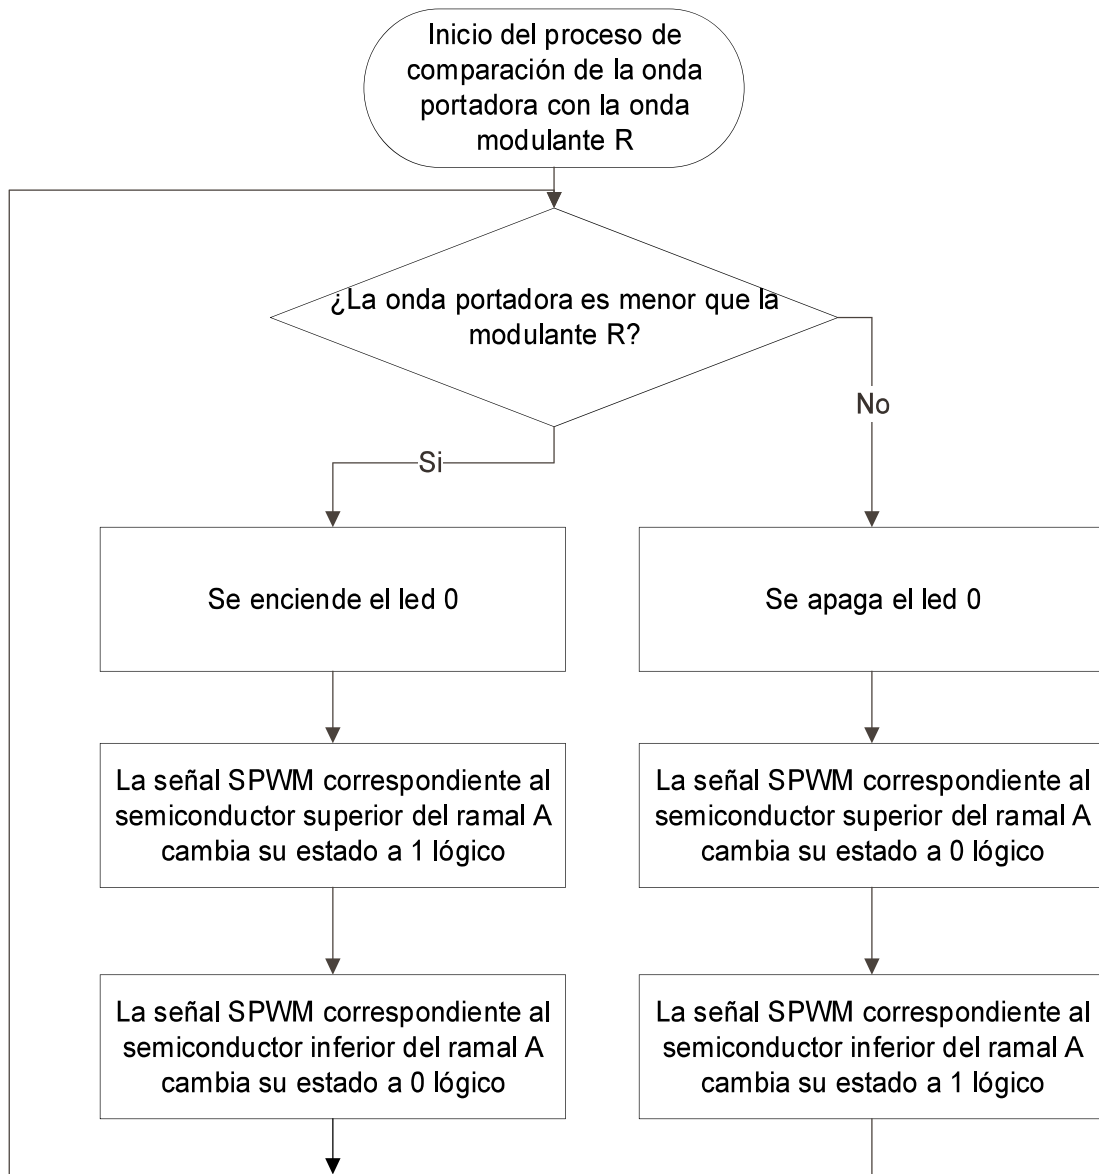 Inicio del proceso de
comparación de la onda
portadora con la onda
modulante R
¿La onda portadora es menor que la
modulante R?
Si
No
Se enciende el led 0
Se apaga el led 0
La señal SPWM correspondiente al
semiconductor superior del ramal A
cambia su estado a 1 lógico
La señal SPWM correspondiente al
semiconductor superior del ramal A
cambia su estado a 0 lógico
La señal SPWM correspondiente al
semiconductor inferior del ramal A
cambia su estado a 0 lógico
La señal SPWM correspondiente al
semiconductor inferior del ramal A
cambia su estado a 1 lógico